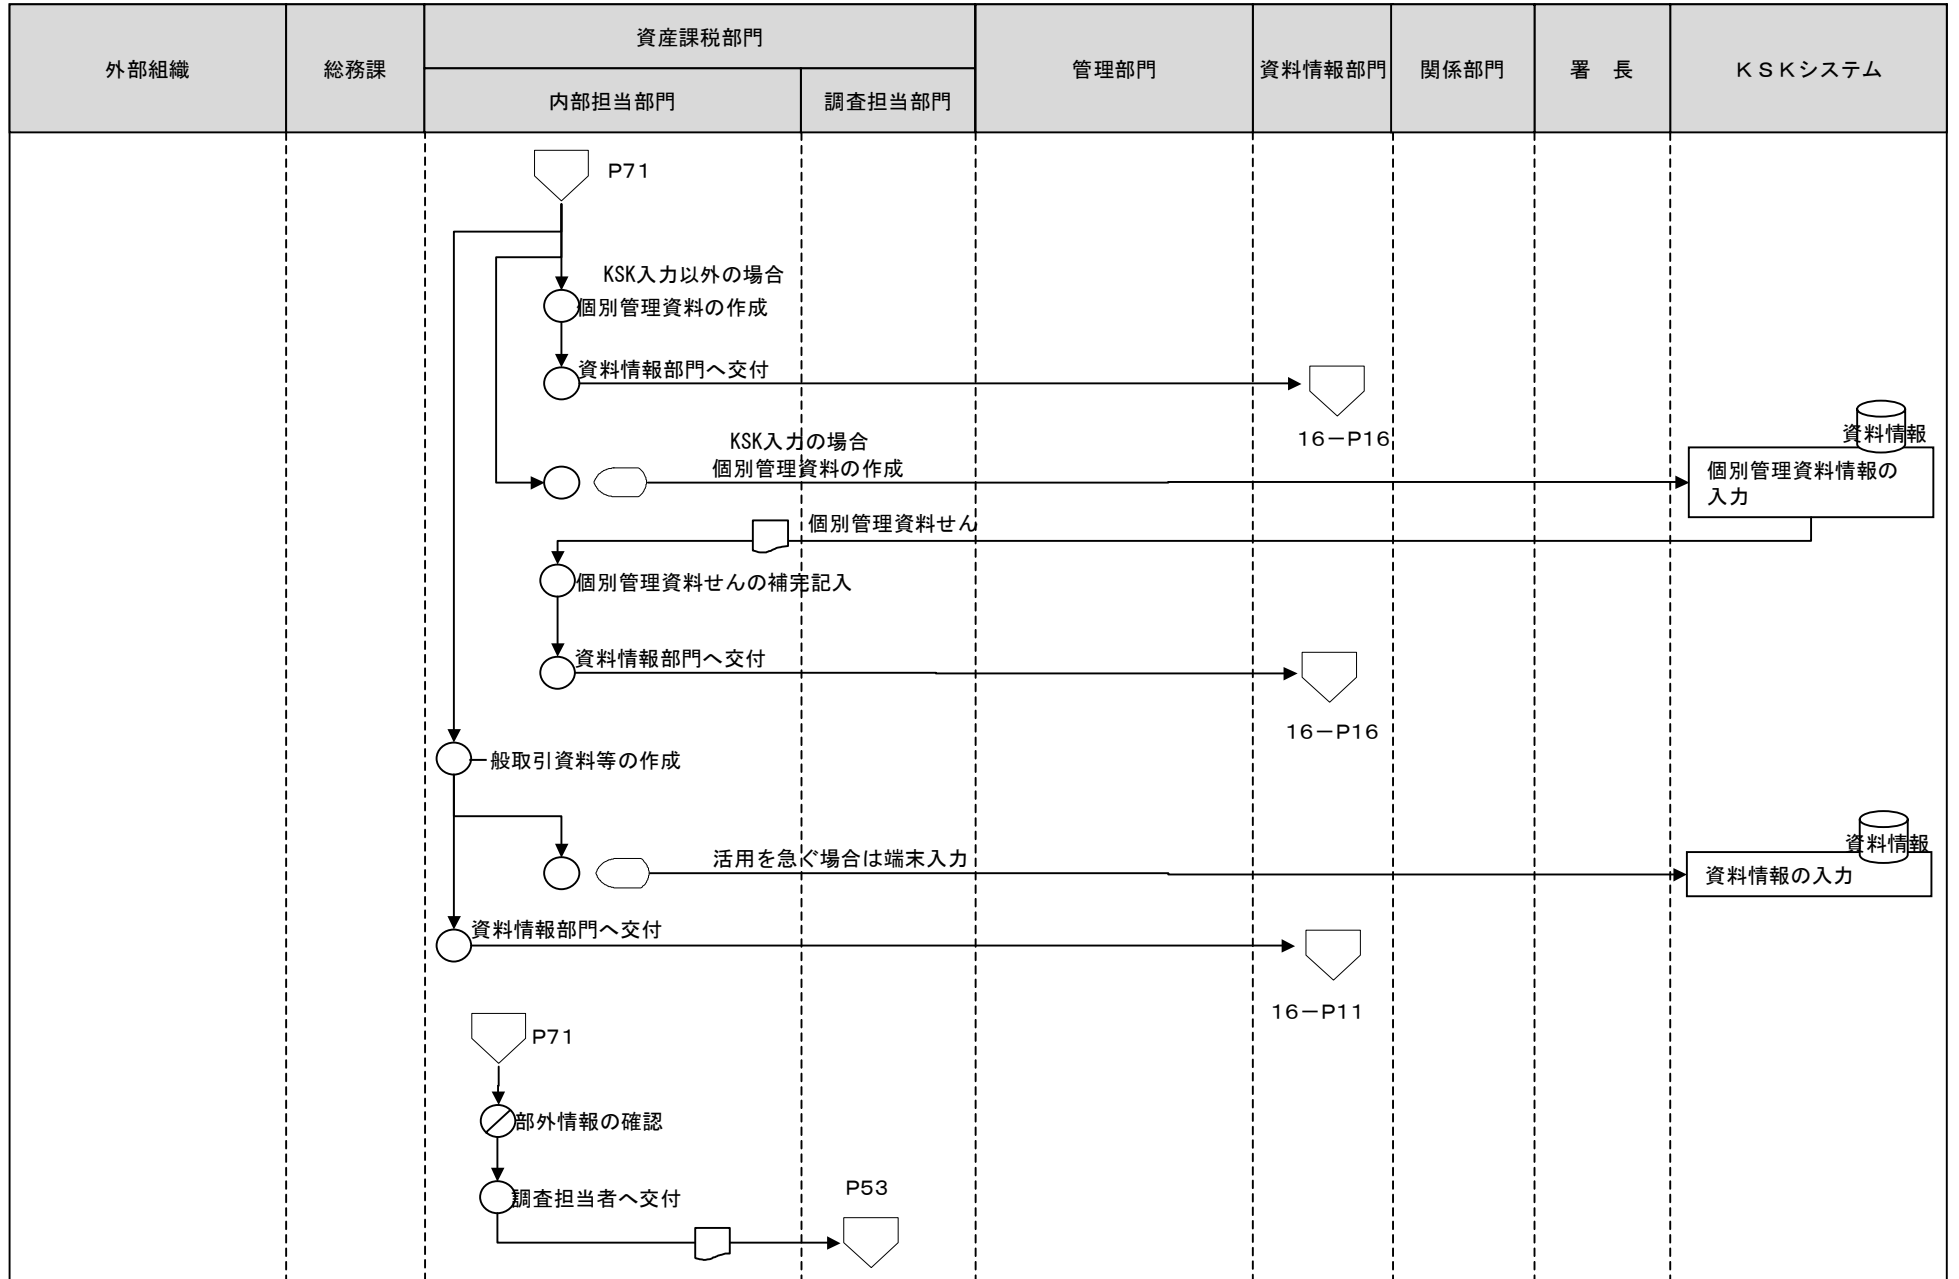 外部組織
総務課
資産課税部門
内部担当部門
調査担当部門
管理部門
資料情報部門
関係部門
署　長
ＫＳＫシステム
P71
KSK入力以外の場合
個別管理資料の作成
資料情報部門へ交付
16－P16
KSK入力の場合
個別管理資料の作成
資料情報
個別管理資料情報の
入力
個別管理資料せん
個別管理資料せんの補完記入
資料情報部門へ交付
16－P16
一般取引資料等の作成
活用を急ぐ場合は端末入力
資料情報
資料情報の入力
資料情報部門へ交付
16－P11
P71
部外情報の確認
調査担当者へ交付
P53